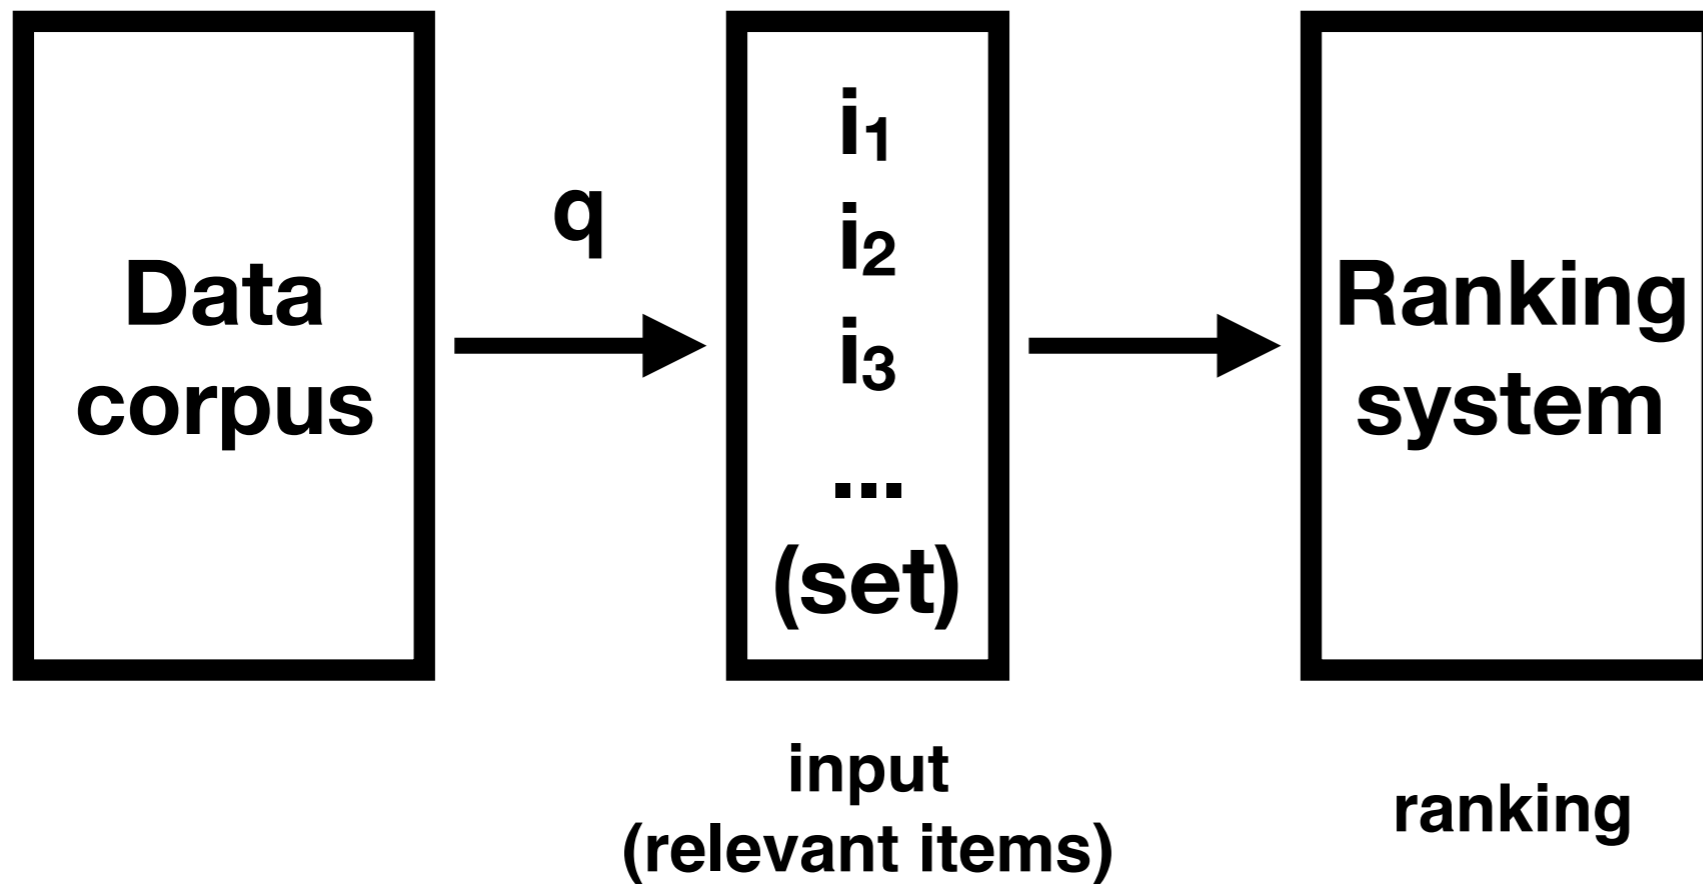 Data
corpus
q
i₁
i₂
i₃
...
(set)
input
(relevant items)
Ranking
system
ranking